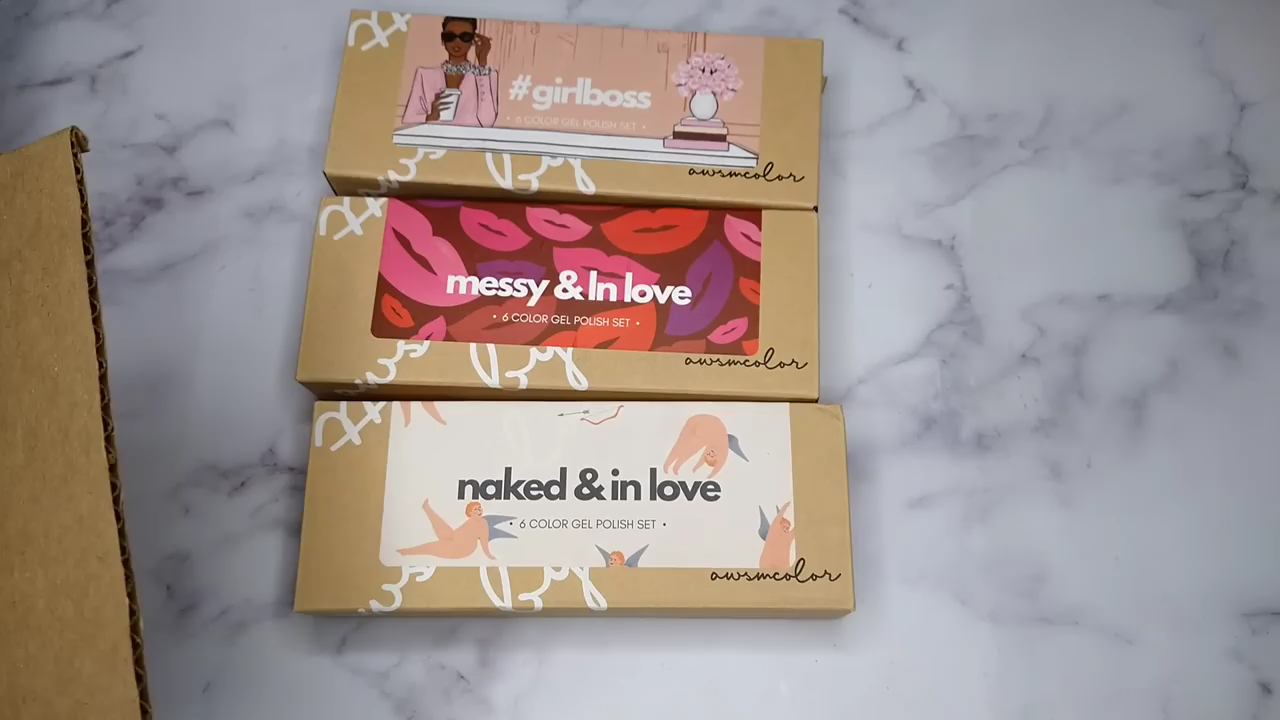 #girlboss
• 6 COLOR GEL POLISH SET •
awsmcolor
messy & In love
• 6 COLOR GEL POLISH SET •
awsmcolor
naked & in love
• 6 COLOR GEL POLISH SET •
awsmcolor